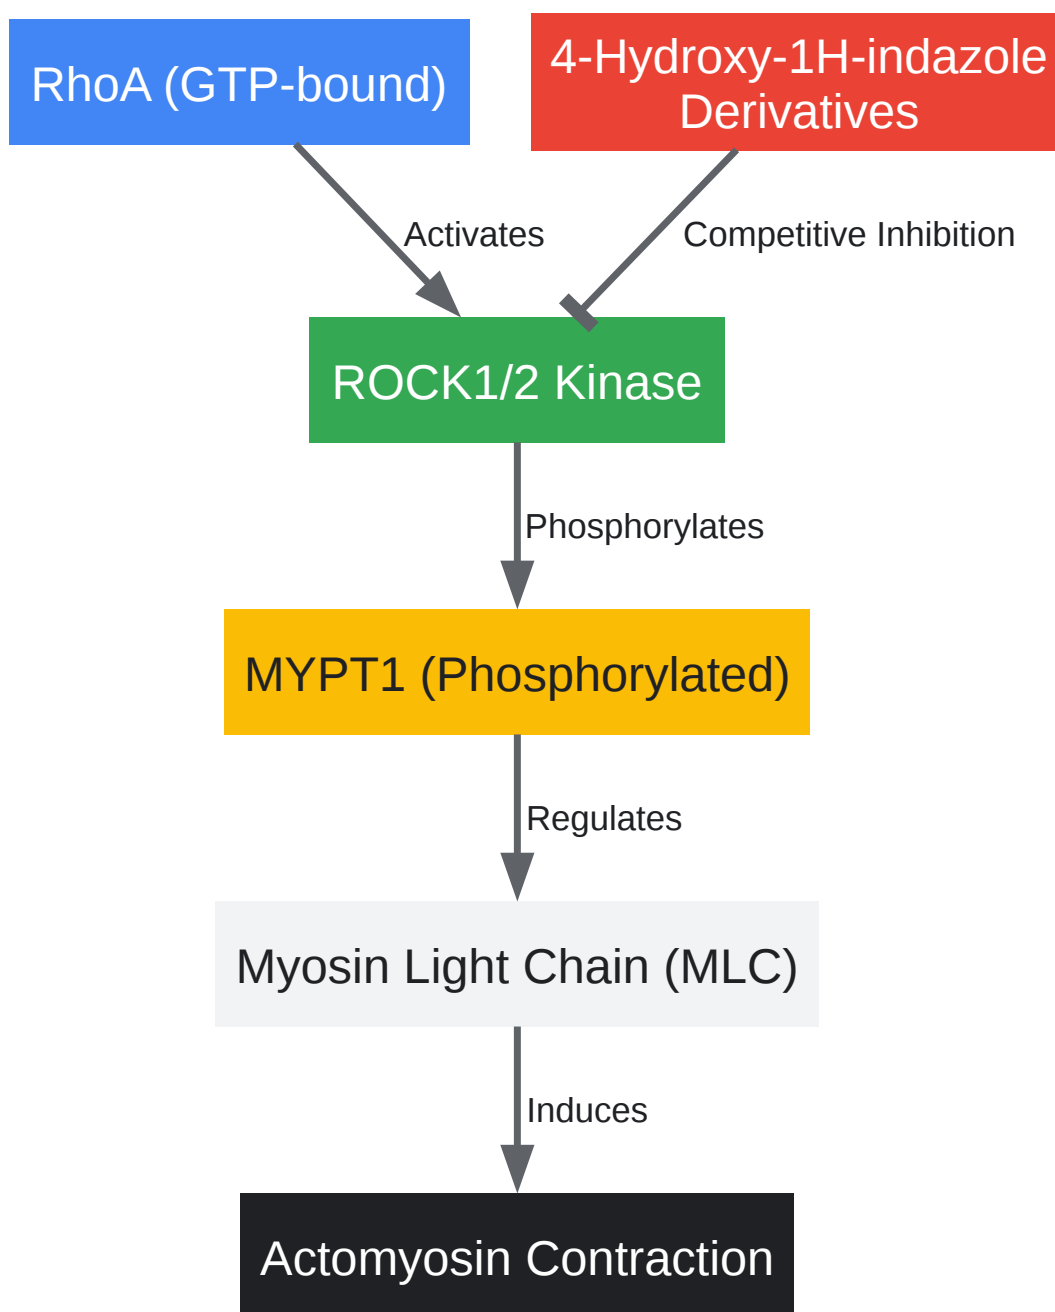 RhoA (GTP-bound)
4-Hydroxy-1H-indazole
Derivatives
Activates
Competitive Inhibition
ROCK1/2 Kinase
Phosphorylates
MYPT1 (Phosphorylated)
Regulates
Myosin Light Chain (MLC)
Induces
Actomyosin Contraction